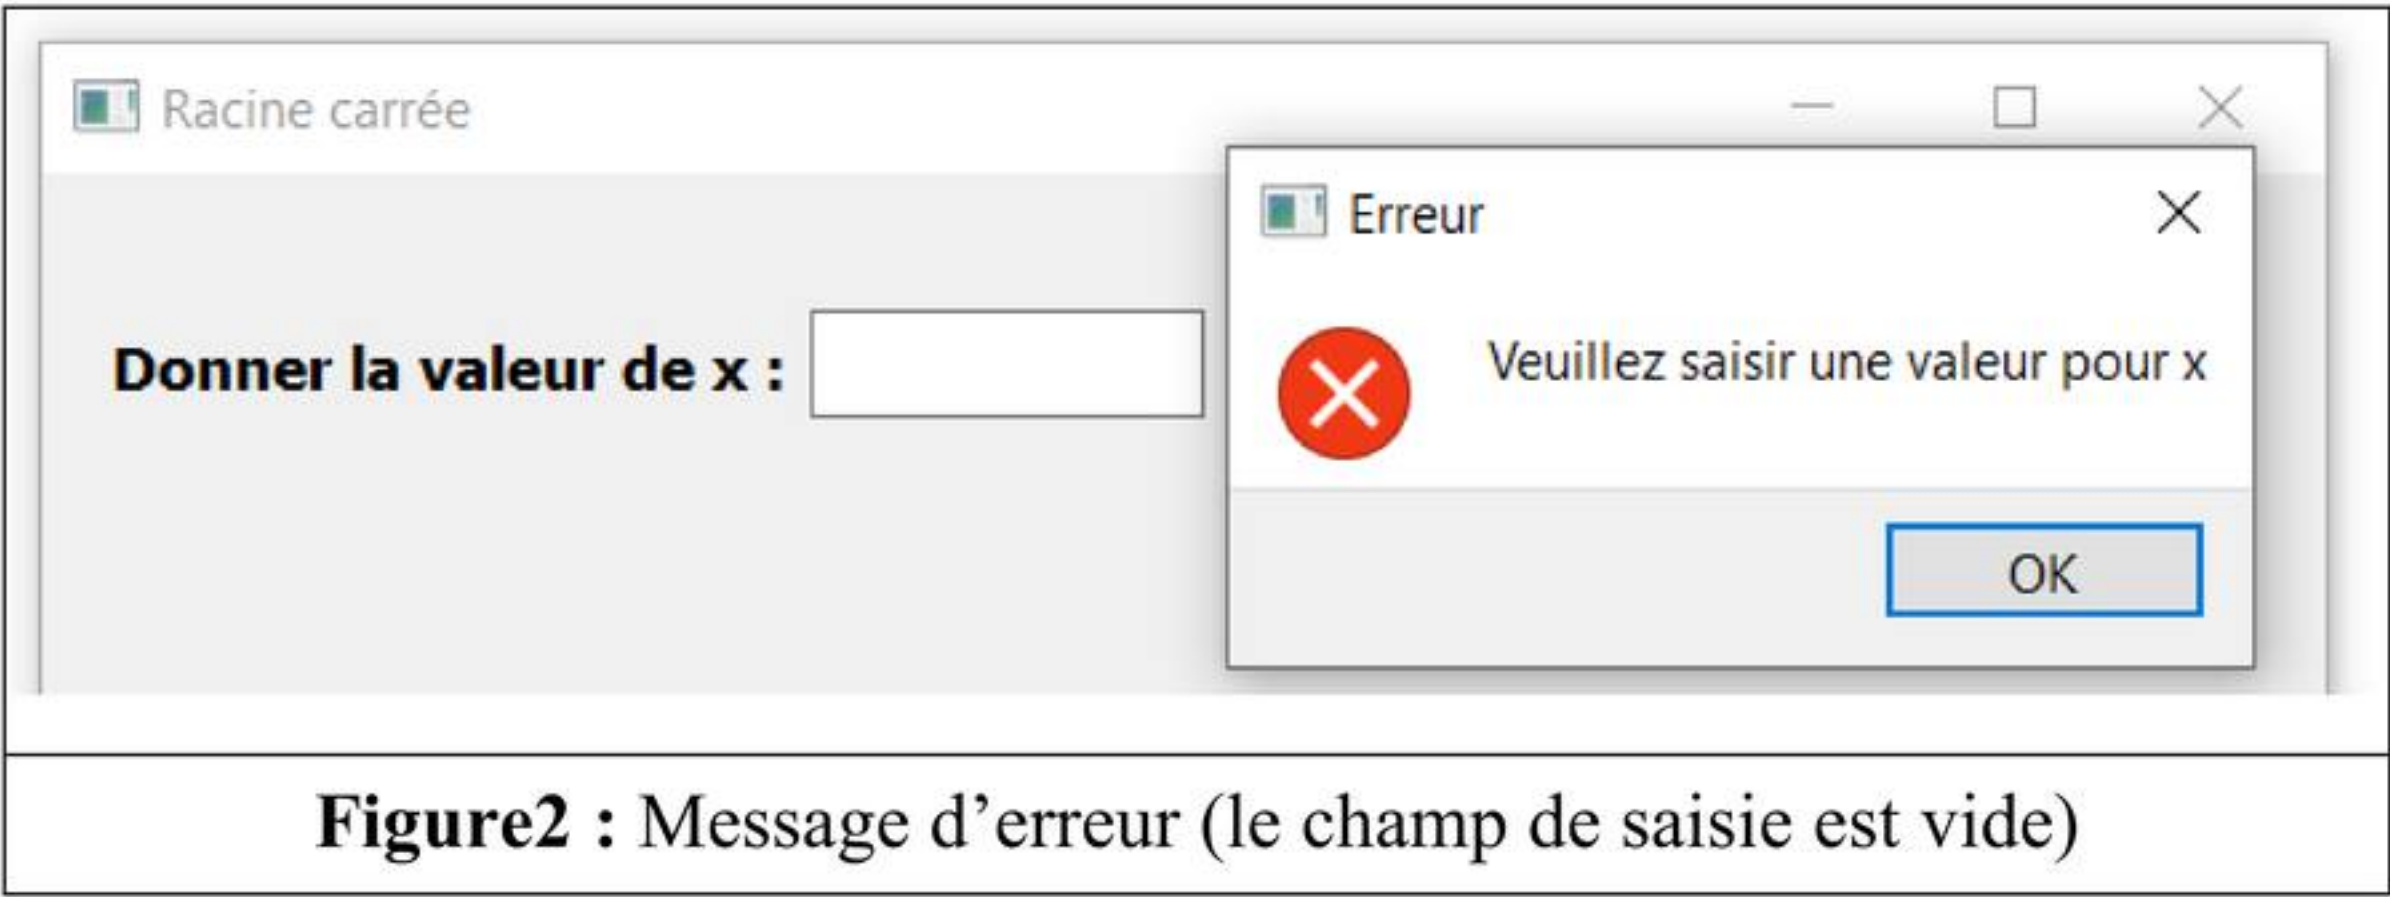 Racine carrée
Erreur
Donner la valeur de x :
Veuillez saisir une valeur pour x
OK
Figure2 : Message d’erreur (le champ de saisie est vide)